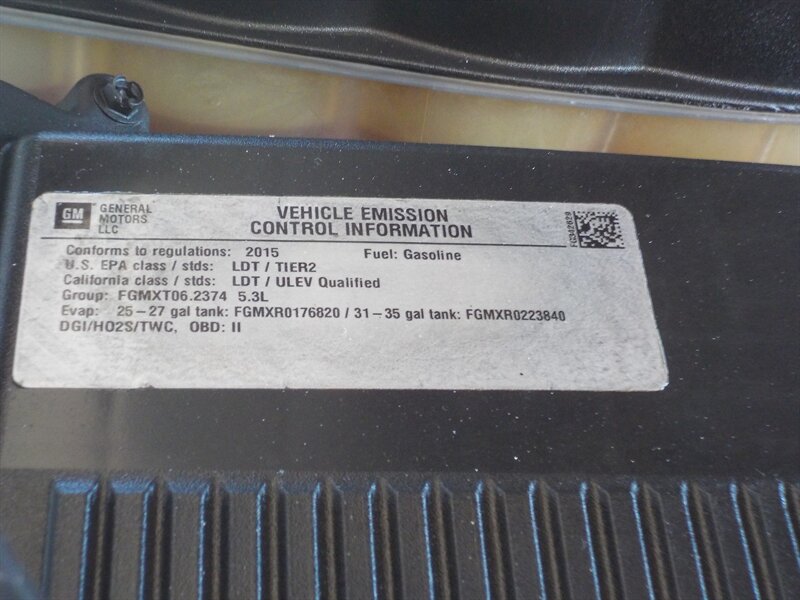 GM
GENERAL
MOTORS
LLC
VEHICLE EMISSION
CONTROL INFORMATION
Conforms to regulations: 2015 Fuel: Gasoline
U.S. EPA class / stds: LDT / TIER2
California class / stds: LDT / ULEV Qualified
Group: FGMXT06.2374 5.3L
Evap: 25-27 gal tank: FGMXR0176820 / 31-35 gal tank: FGMXR0223840
DGI/HO2S/TWC, OBD: II